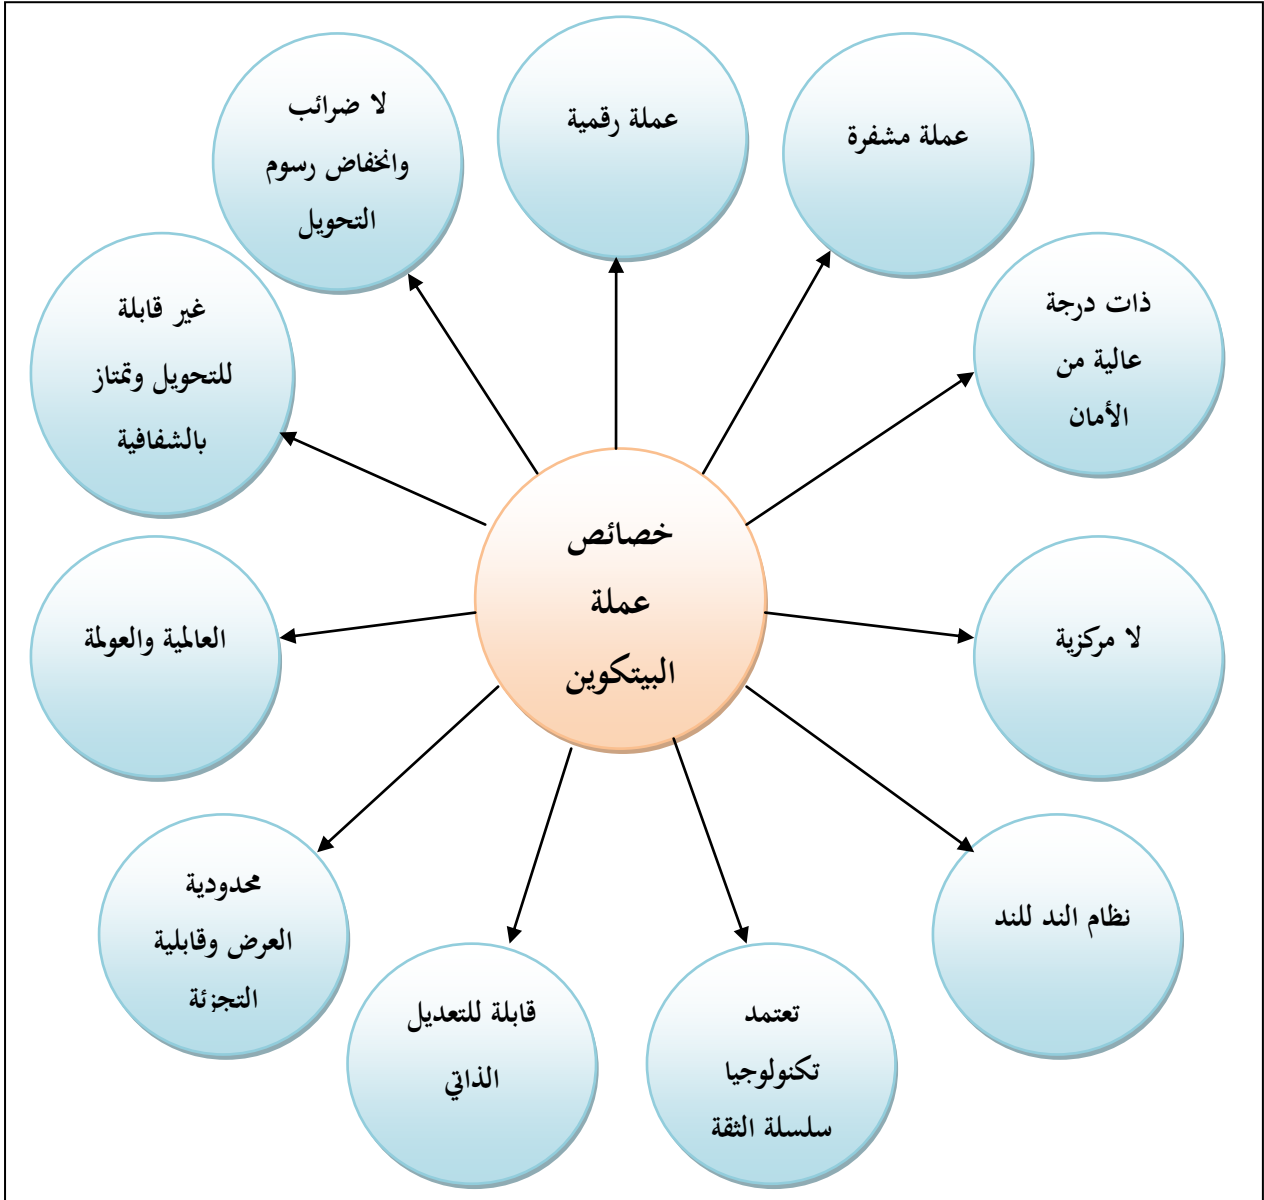 خصائص
عملة
البيتكوين
عملة رقمية
عملة مشفرة
ذات درجة
عالية من
الأمان
لا مركزية
نظام الند للند
تعتمد
تكنولوجيا
سلسلة الثقة
قابلة للتعديل
الذاتي
محدودية
العرض وقابلية
التجزئة
العالمية والعولمة
غير قابلة
للتحويل وتمتاز
بالشفافية
لا ضرائب
وانخفاض رسوم
التحويل